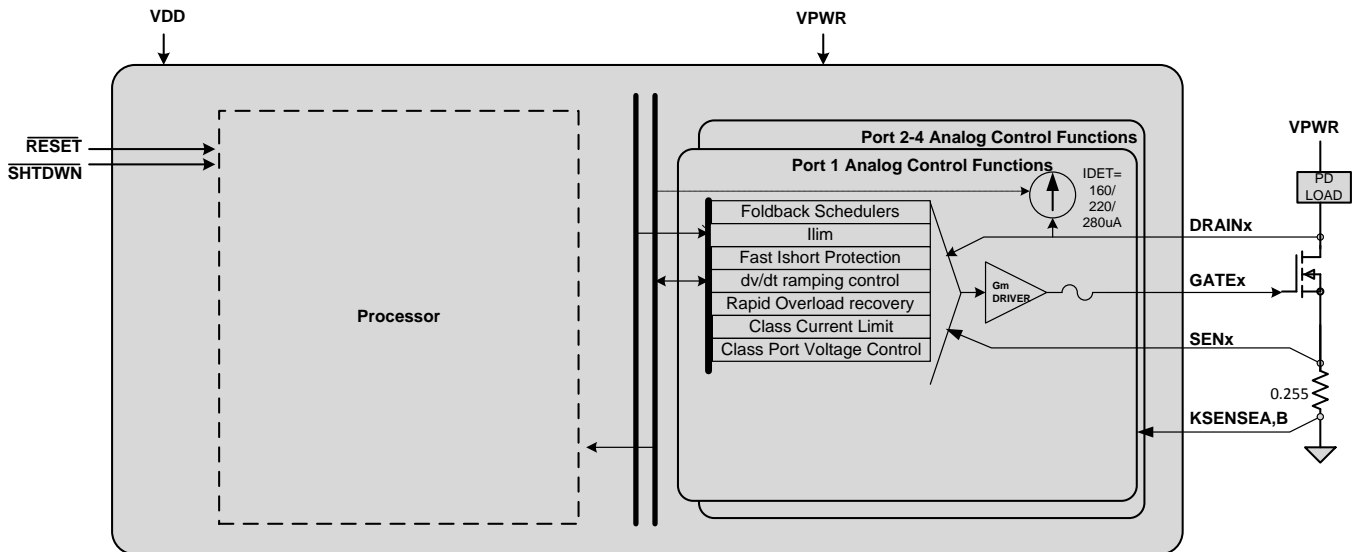 VDD
VPWR
RESET
SHTDWN
Processor
Port 2-4 Analog Control Functions
Port 1 Analog Control Functions
IDET=
160/
220/
280uA
Foldback Schedulers
Ilim
Fast Ishort Protection
dv/dt ramping control
Rapid Overload recovery
Class Current Limit
Class Port Voltage Control
Gm
DRIVER
VPWR
PD
LOAD
DRAINx
GATEx
SENx
0.255
KSENSEA,B